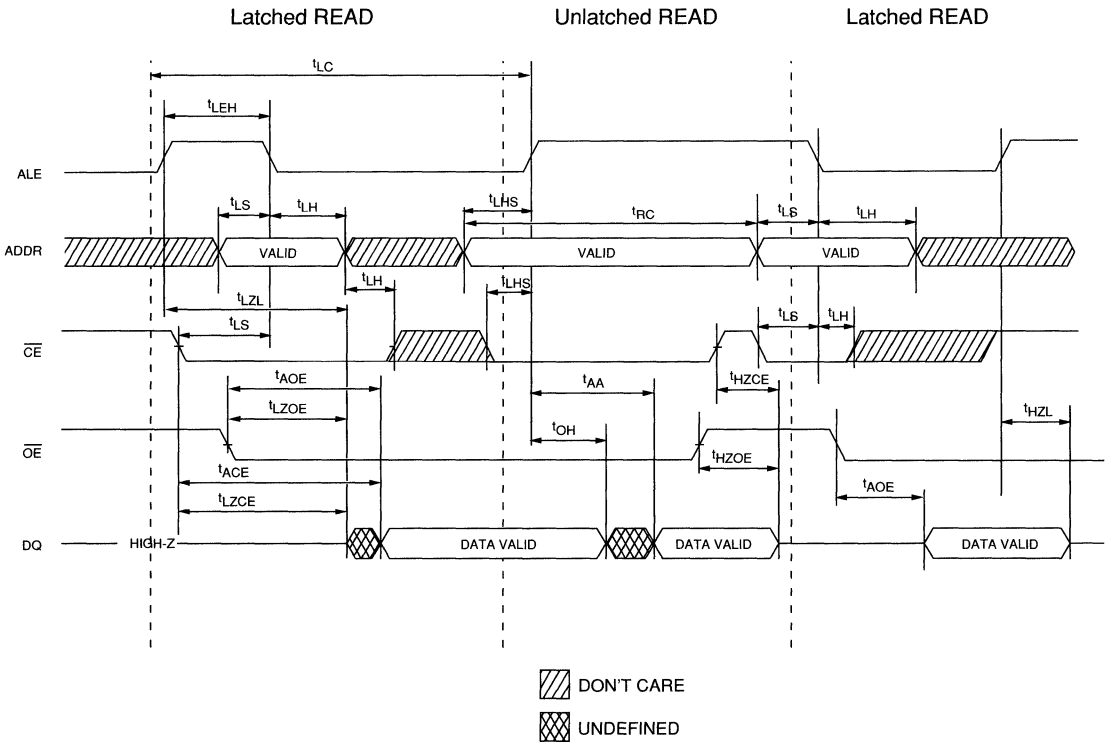 Latched READ Unlatched READ Latched READ
tLC
tLEH
ALE
tLS tLH tLHS tRC tLS tLH
ADDR VALID VALID VALID
tLH tLHS
tLZL
tLS tLS tLH
CE
tAOE tAA tHZCE
tLZOE
tOH tHZL
OE
tACE tHZOE
tLZCE tAOE
DQ HIGH-Z DATA VALID DATA VALID DATA VALID
DON'T CARE
UNDEFINED